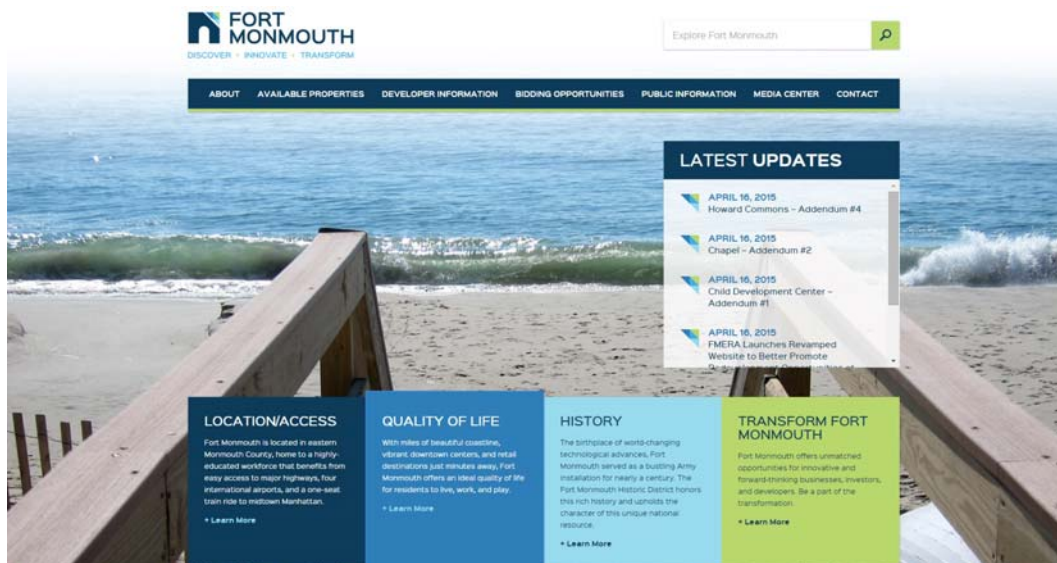 FORT
MONMOUTH
DISCOVER • INNOVATE • TRANSFORM
Explore Fort Monmouth
ABOUT AVAILABLE PROPERTIES DEVELOPER INFORMATION BIDDING OPPORTUNITIES PUBLIC INFORMATION MEDIA CENTER CONTACT
LATEST UPDATES
APRIL 16, 2015
Howard Commons – Addendum #4
APRIL 16, 2015
Chapel – Addendum #2
APRIL 16, 2015
Child Development Center –
Addendum #1
APRIL 16, 2015
FMERA Launches Revamped
Website to Better Promote
LOCATION/ACCESS
Fort Monmouth is located in eastern
Monmouth County, home to a highly-
educated workforce that benefits from
easy access to major highways, four
international airports, and a one-seat
train ride to midtown Manhattan.
+ Learn More
QUALITY OF LIFE
With miles of beautiful coastline,
vibrant downtown centers, and retail
destinations just minutes away, Fort
Monmouth offers an ideal quality of life
for residents to live, work, and play.
+ Learn More
HISTORY
The birthplace of world-changing
technological advances, Fort
Monmouth served as a bustling Army
installation for nearly a century. The
Fort Monmouth Historic District honors
this rich history and upholds the
character of this unique national
resource.
+ Learn More
TRANSFORM FORT
MONMOUTH
Fort Monmouth offers unmatched
opportunities for innovative and
forward-thinking businesses, investors,
and developers. Be a part of the
transformation.
+ Learn More